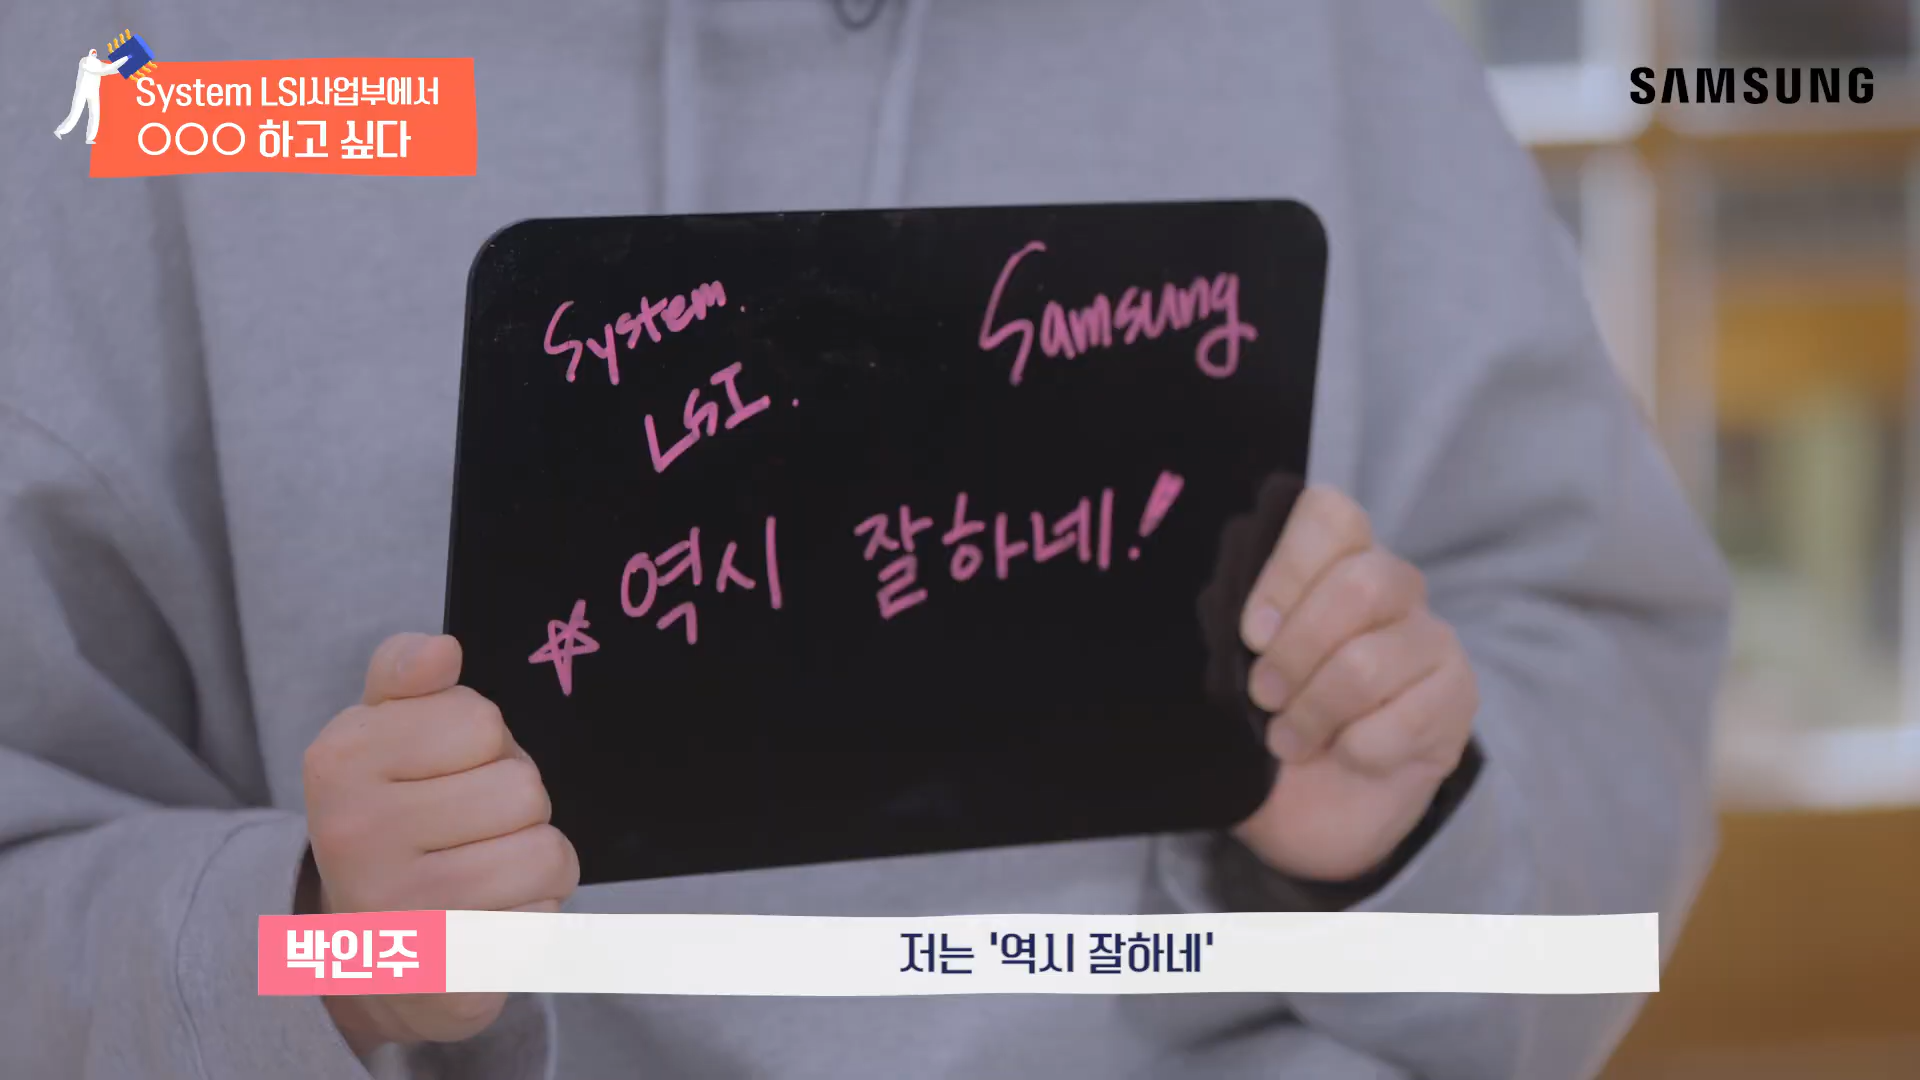 System LSI사업부에서
○○○ 하고 싶다
SAMSUNG
System.
LSI.
Samsung
☆역시 잘하네!
박인주
저는 '역시 잘하네'